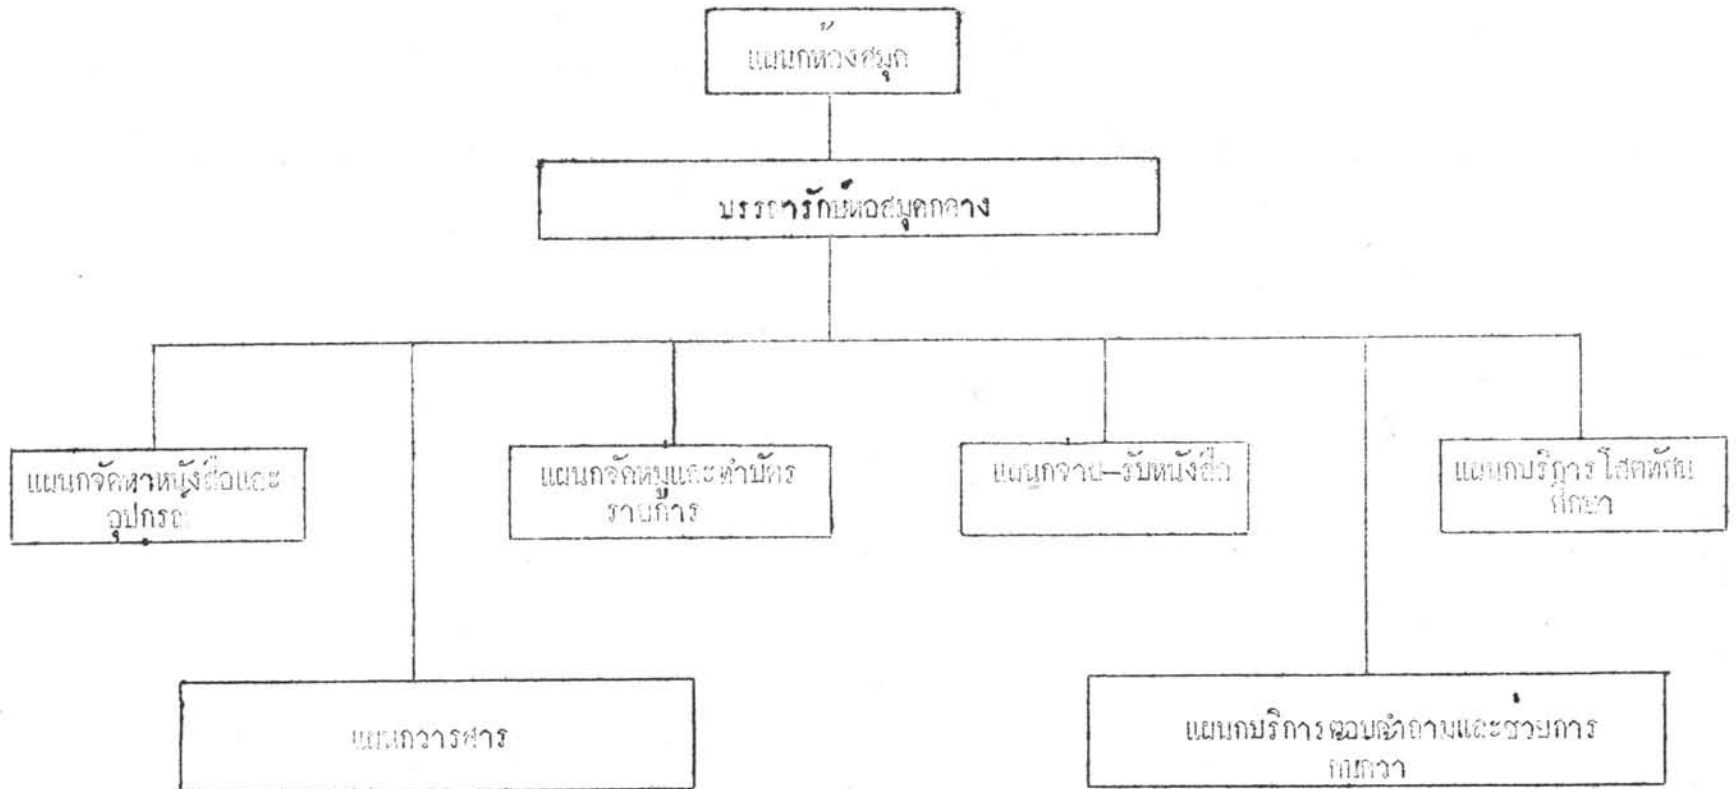 แผนกห้องสมุด
บรรณารักษ์หอสมุดกลาง
แผนกจัดหาหนังสือและ
อุปกรณ์
แผนกจัดหมู่และทำบัตร
รายการ
แผนกจ่าย-รับหนังสือ
แผนกบริการโสตทัศน
ศึกษา
แผนกวารสาร
แผนกบริการตอบคำถามและช่วยการ
ค้นคว้า